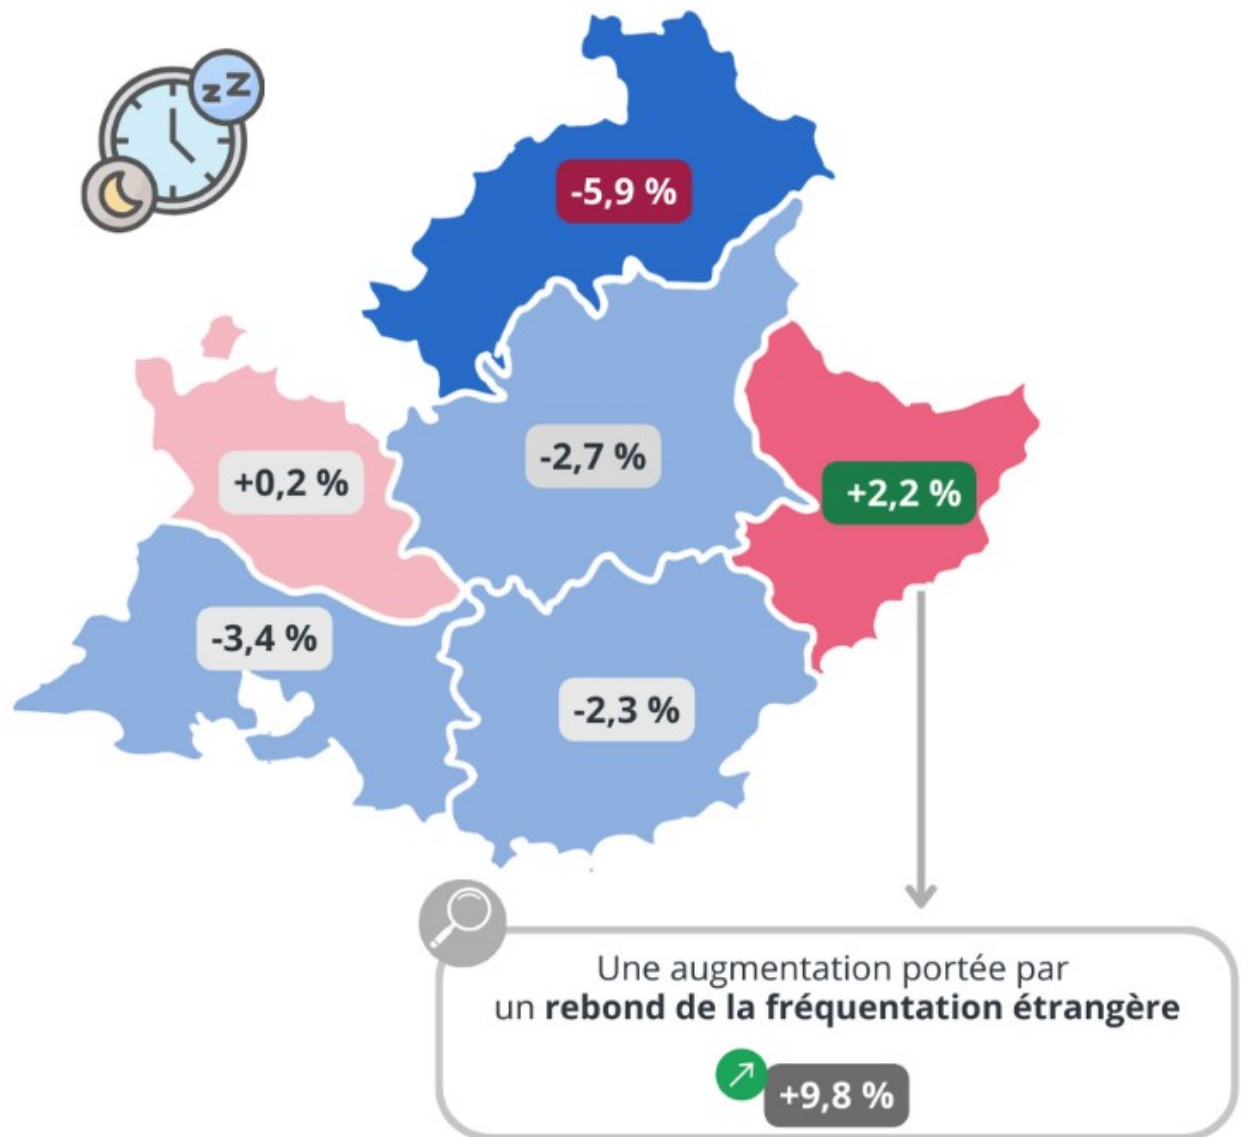 zZ
-5,9 %
-2,7 %
+0,2 %
+2,2 %
-3,4 %
-2,3 %
Une augmentation portée par
un rebond de la fréquentation étrangère
+9,8 %